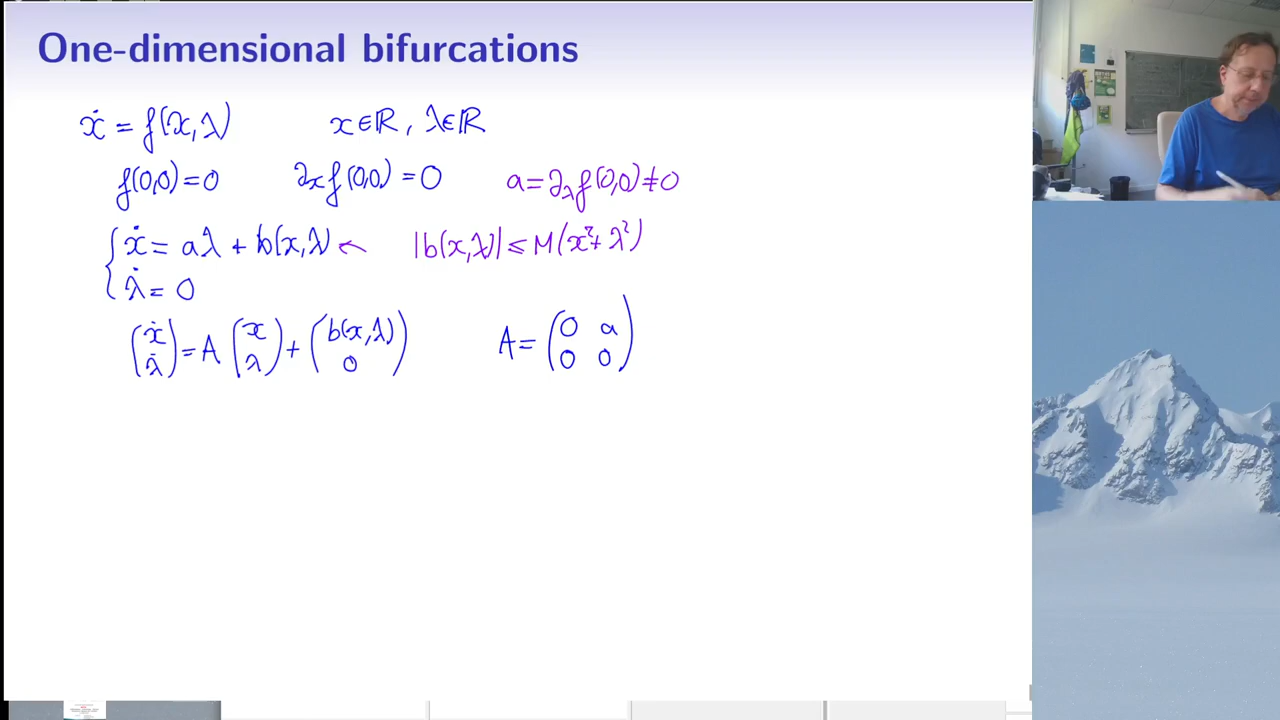 One-dimensional bifurcations
ẋ = f(x, λ) x ∈ ℝ, λ ∈ ℝ
f(0,0) = 0 ∂ₓf(0,0) = 0 a = ∂_λ f(0,0) ≠ 0
{ ẋ = aλ + b(x, λ) ← |b(x, λ)| ≤ M(x² + λ²)
λ̇ = 0
(ẋ λ̇) = A (x λ) + (b(x, λ) 0) A = (0 a 0 0)